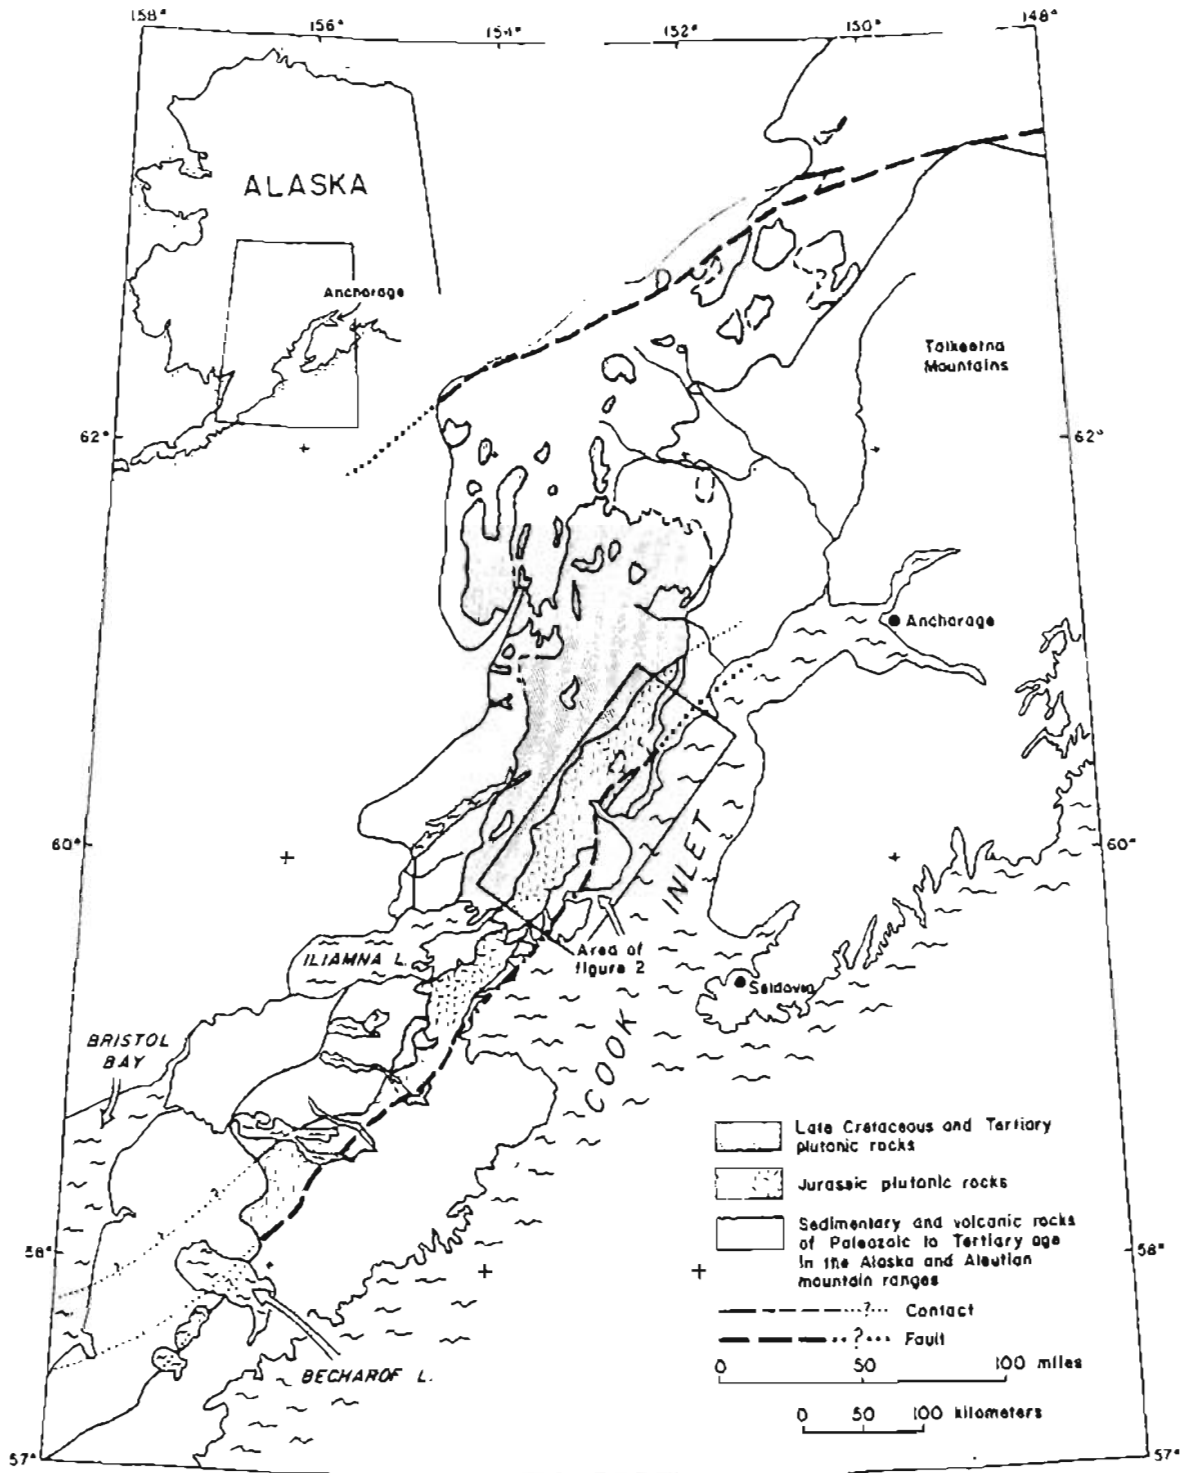 158°
156°
154°
152°
150°
148°
ALASKA
Anchorage
Talkeetna
Mountains
62°
62°
Anchorage
60°
60°
COOK INLET
ILIAMNA L.
Area of
figure 2
Seldovia
BRISTOL
BAY
Late Cretaceous and Tertiary
plutonic rocks
Jurassic plutonic rocks
Sedimentary and volcanic rocks
of Paleozoic to Tertiary age
in the Alaska and Aleutian
mountain ranges
?
?
?
58°
58°
?
Contact
?
Fault
0 50 100 miles
0 50 100 kilometers
BECHAROF L.
57°
57°